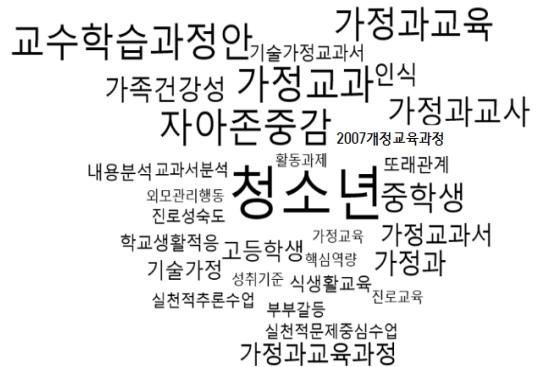 가정과교육
교수학습과정안
기술가정교과서
가족건강성
가정교과
인식
가정과교사
자아존중감
2007개정교육과정
활동과제
또래관계
내용분석
교과서분석
청소년
외모관리행동
중학생
진로성숙도
학교생활적응
고등학생
가정교육
가정교과서
기술가정
핵심역량
가정과
성취기준
식생활교육
진로교육
실천적추론수업
부부갈등
실천적문제중심수업
가정과교육과정